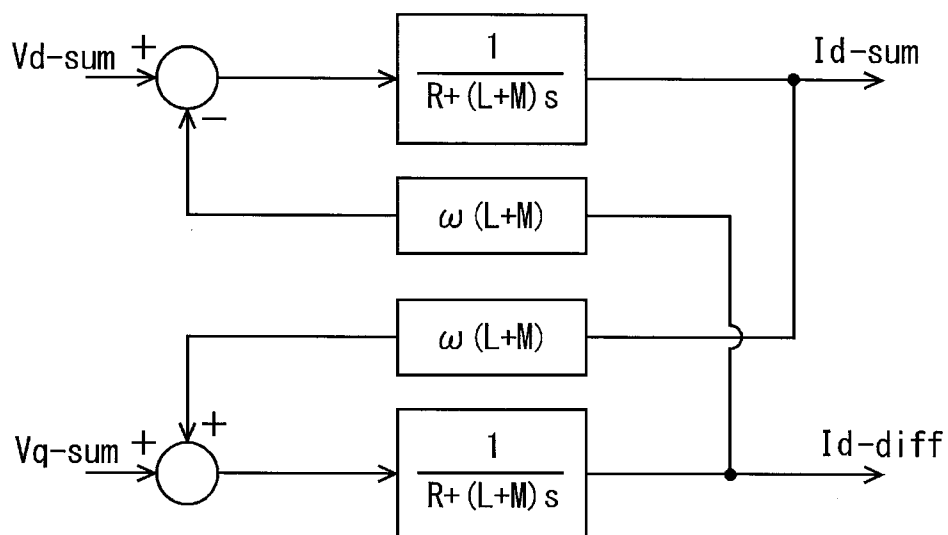 Vd-sum + 1 Id-sum
R+(L+M)s
−
ω(L+M)
ω(L+M)
+
Vq-sum + 1 Id-diff
R+(L+M)s